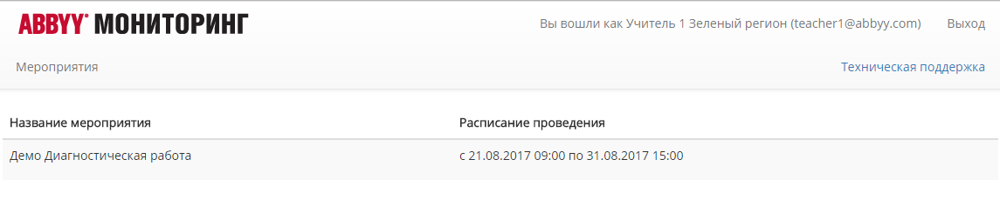 ABBYY® МОНИТОРИНГ
Вы вошли как Учитель 1 Зеленый регион (teacher1@abbyy.com) Выход
Мероприятия Техническая поддержка
Название мероприятия Расписание проведения
Демо Диагностическая работа с 21.08.2017 09:00 по 31.08.2017 15:00